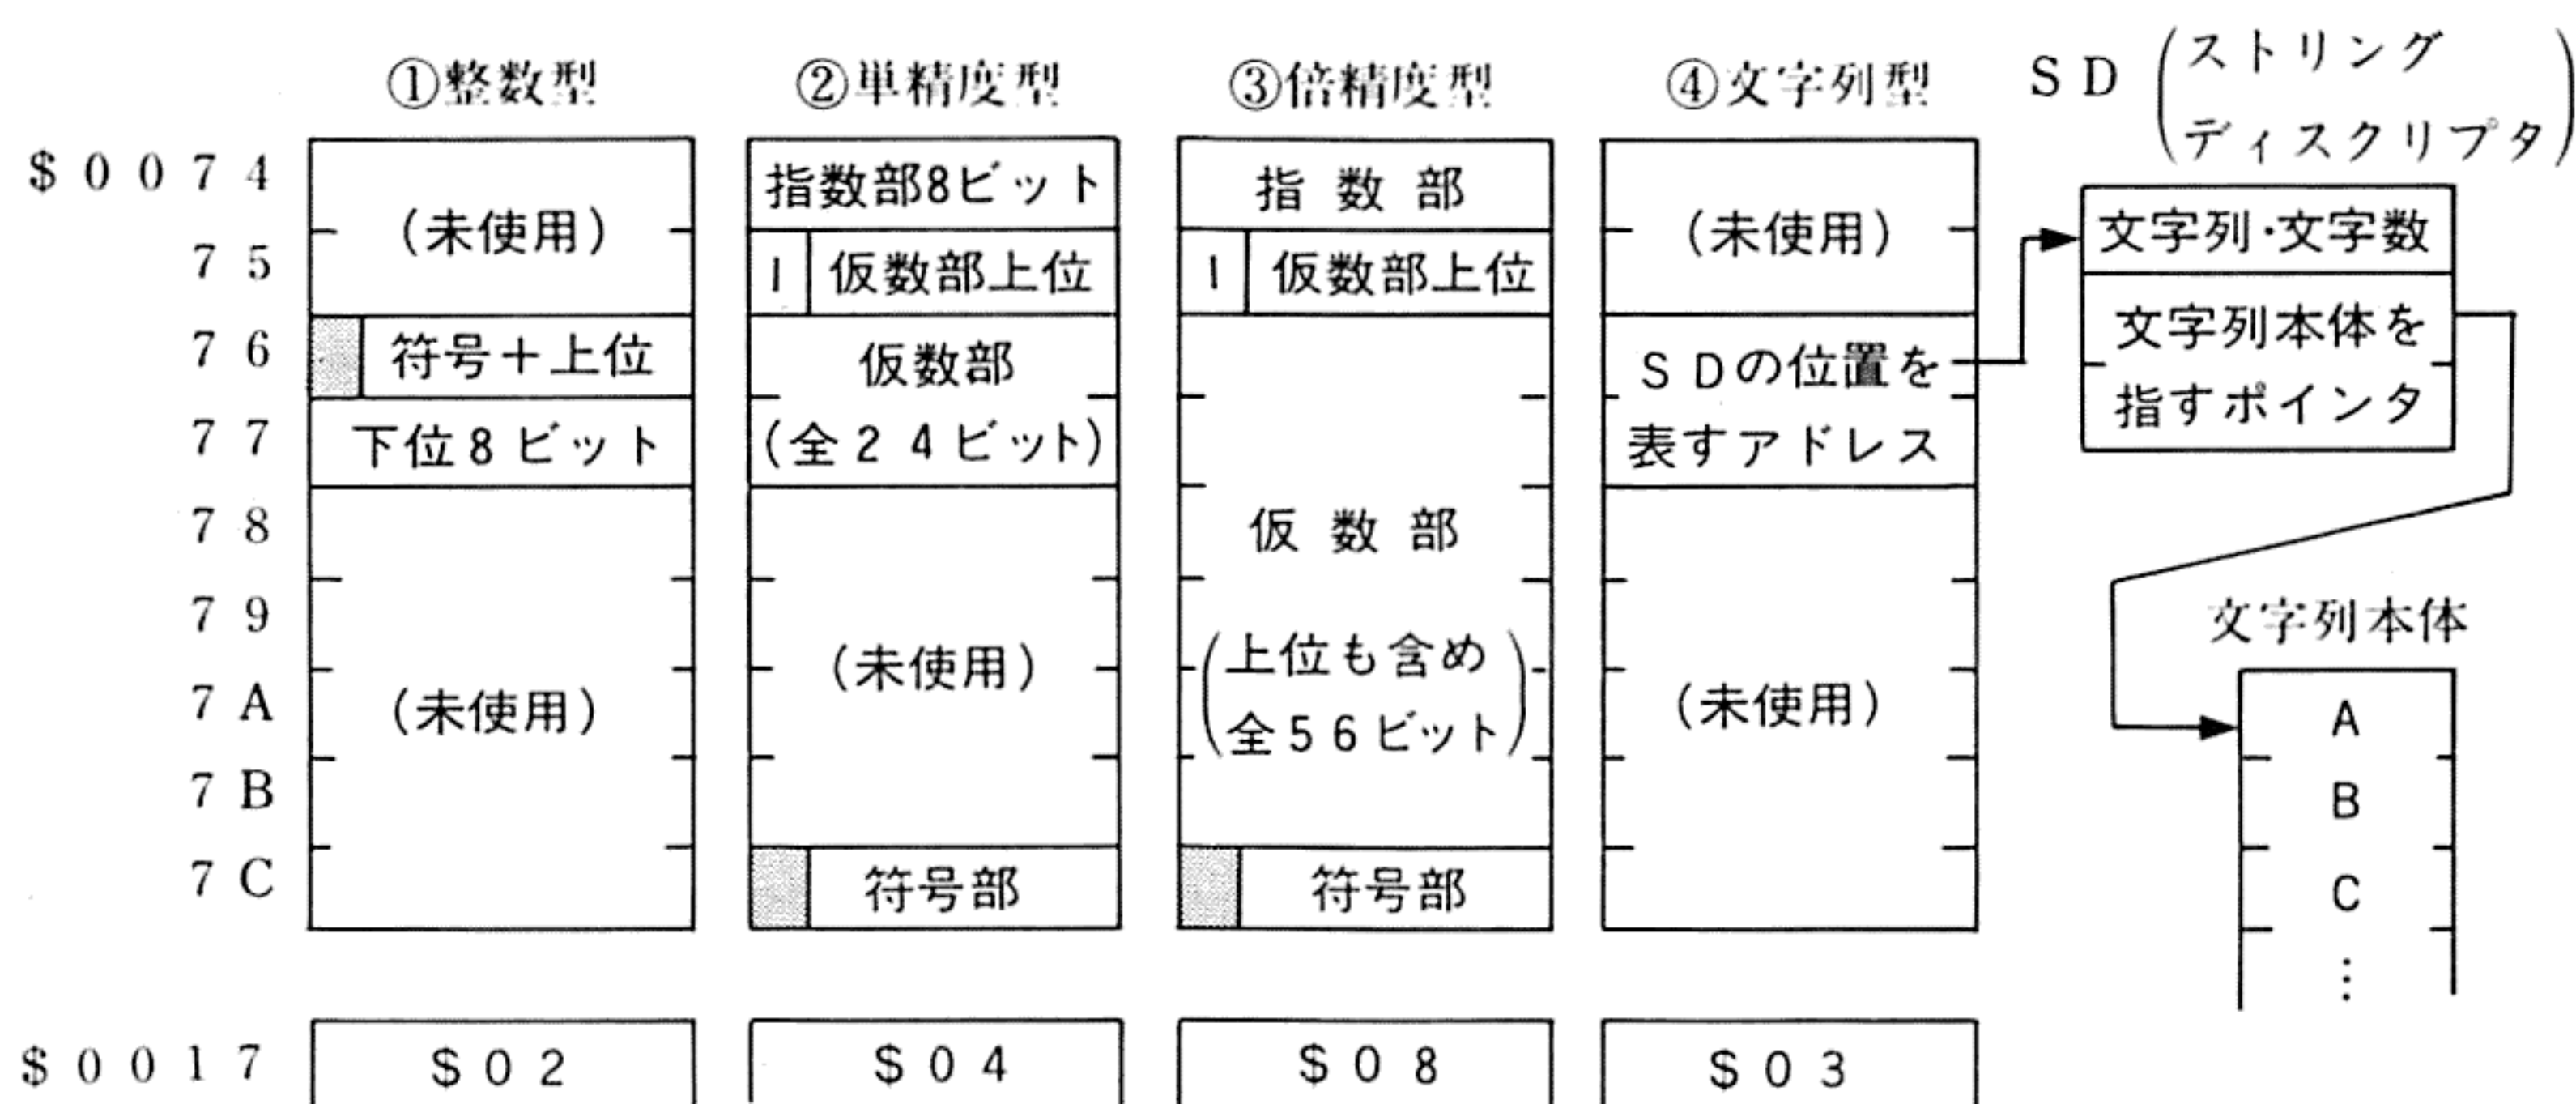 ①整数型
②単精度型
③倍精度型
④文字列型
SD (ストリング
ディスクリプタ)
$0074
75
76
77
78
79
7A
7B
7C
(未使用)
符号+上位
下位8ビット
(未使用)
指数部8ビット
1 仮数部上位
仮数部
(全24ビット)
(未使用)
符号部
指数部
1 仮数部上位
仮数部
(上位も含め
全56ビット)
符号部
(未使用)
SDの位置を
表すアドレス
(未使用)
文字列・文字数
文字列本体を
指すポインタ
文字列本体
A
B
C
⋮
$0017
$02
$04
$08
$03